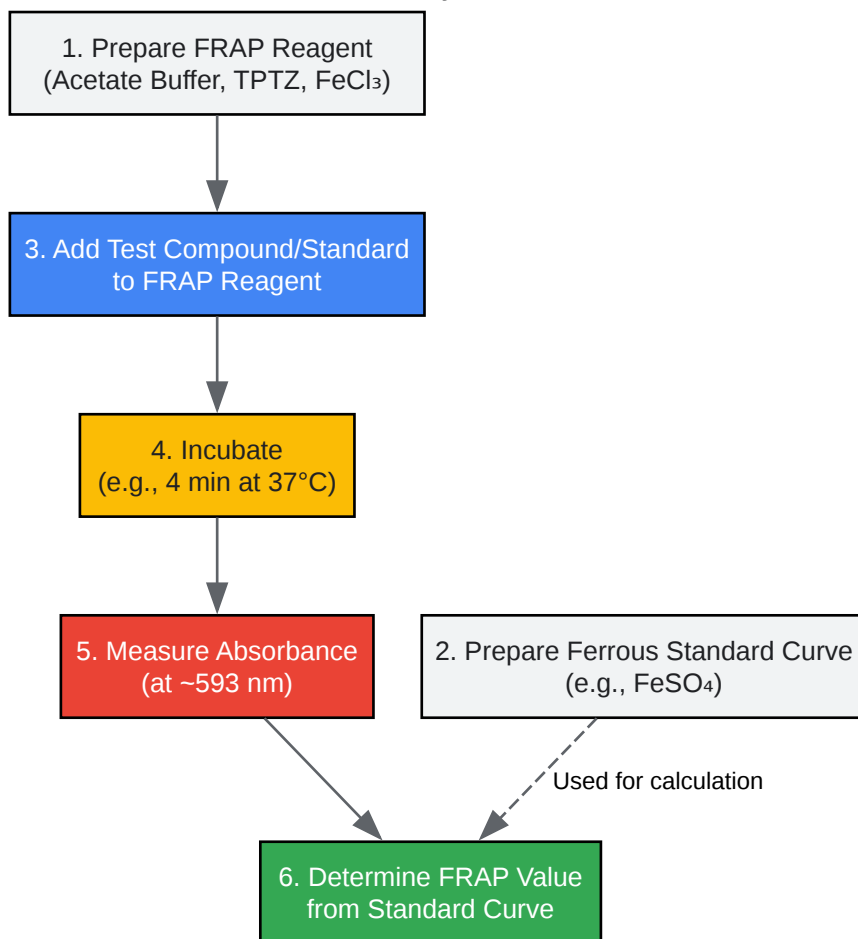 1. Prepare FRAP Reagent
(Acetate Buffer, TPTZ, FeCl₃)
3. Add Test Compound/Standard
to FRAP Reagent
4. Incubate
(e.g., 4 min at 37°C)
5. Measure Absorbance
(at ~593 nm)
2. Prepare Ferrous Standard Curve
(e.g., FeSO₄)
Used for calculation
6. Determine FRAP Value
from Standard Curve